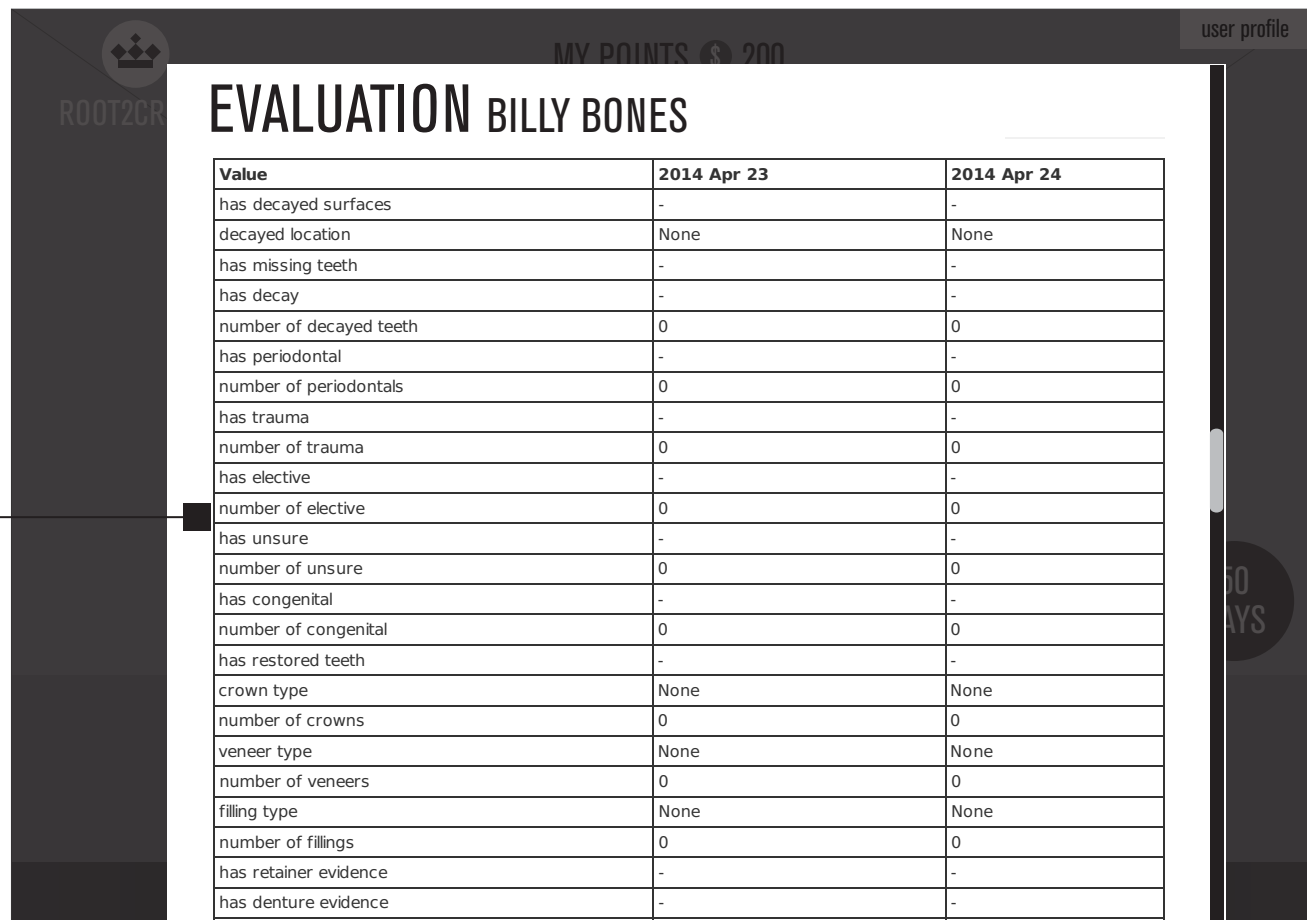 user profile
MY POINTS $ 200
ROOT2CR
EVALUATION BILLY BONES
Value 2014 Apr 23 2014 Apr 24
has decayed surfaces - -
decayed location None None
has missing teeth - -
has decay - -
number of decayed teeth 0 0
has periodontal - -
number of periodontals 0 0
has trauma - -
number of trauma 0 0
has elective - -
number of elective 0 0
has unsure - -
number of unsure 0 0
has congenital - -
number of congenital 0 0
has restored teeth - -
crown type None None
number of crowns 0 0
veneer type None None
number of veneers 0 0
filling type None None
number of fillings 0 0
has retainer evidence - -
has denture evidence - -
50
AYS